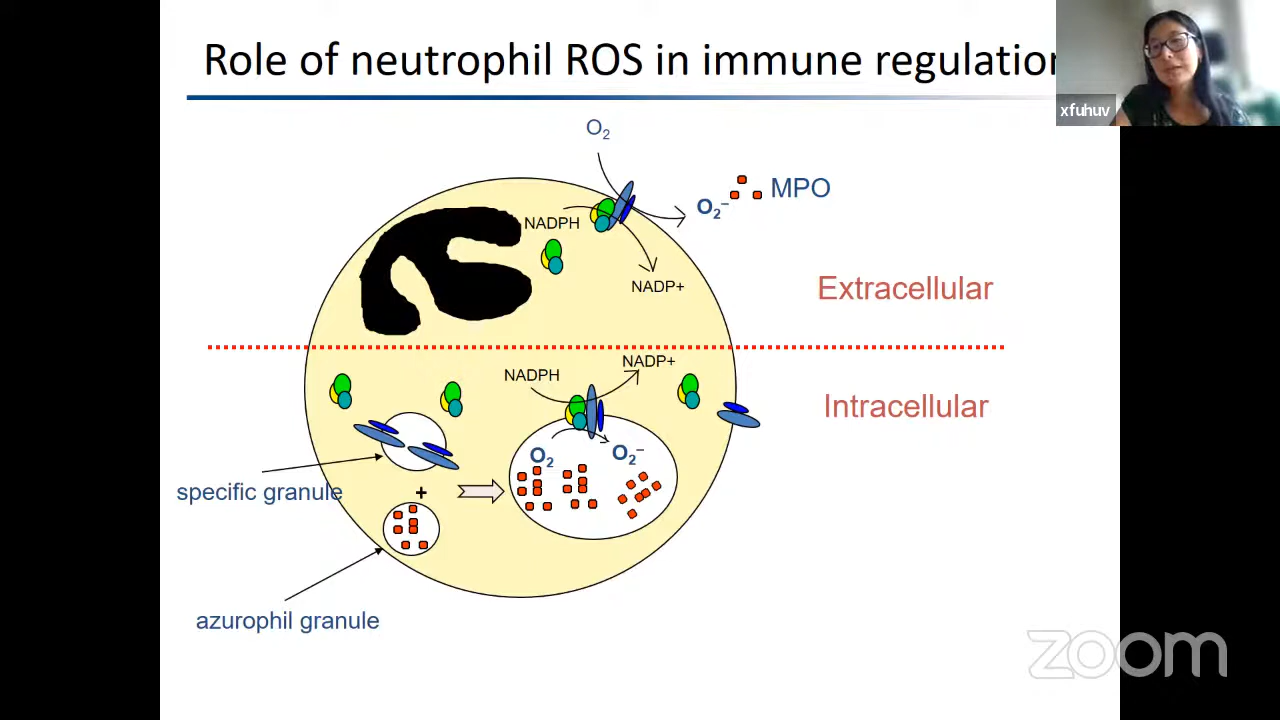 Role of neutrophil ROS in immune regulation
xfuhuv
O₂
MPO
O₂⁻
NADPH
NADP+
Extracellular
NADP+
NADPH
Intracellular
O₂
O₂⁻
specific granule
+
azurophil granule
zoom